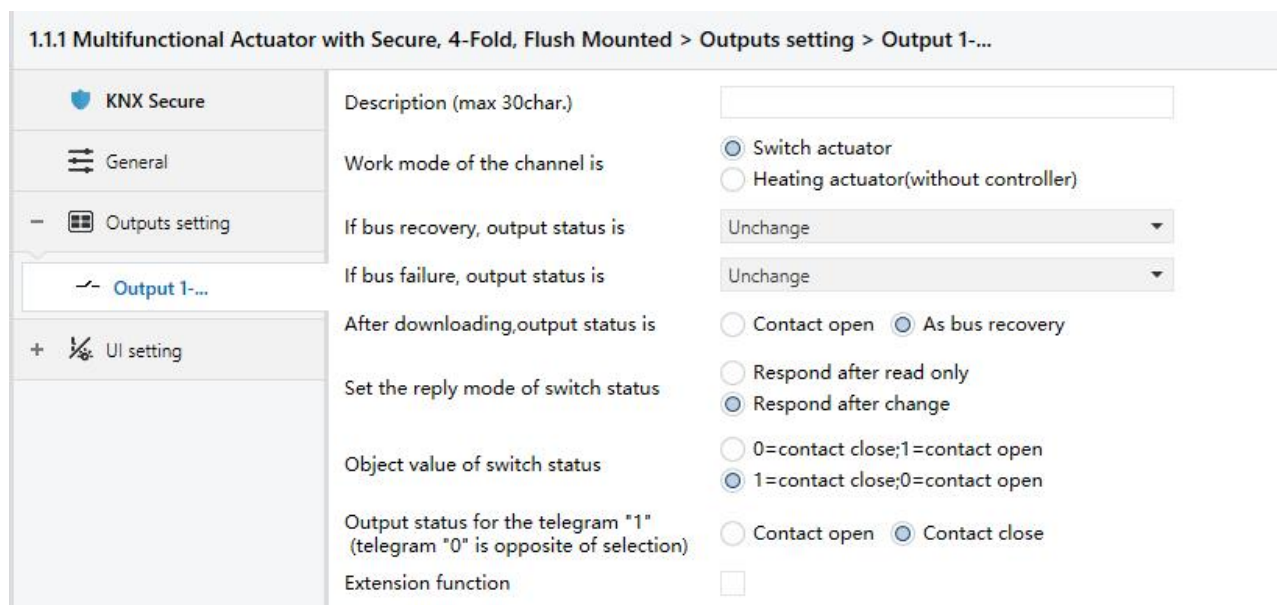 1.1.1 Multifunctional Actuator with Secure, 4-Fold, Flush Mounted > Outputs setting > Output 1-...
KNX Secure
General
Outputs setting
Output 1-...
UI setting
Description (max 30char.)
Work mode of the channel is
Switch actuator
Heating actuator(without controller)
If bus recovery, output status is
Unchange
If bus failure, output status is
Unchange
After downloading,output status is
Contact open
As bus recovery
Set the reply mode of switch status
Respond after read only
Respond after change
Object value of switch status
0=contact close;1=contact open
1=contact close;0=contact open
Output status for the telegram "1"
(telegram "0" is opposite of selection)
Contact open
Contact close
Extension function